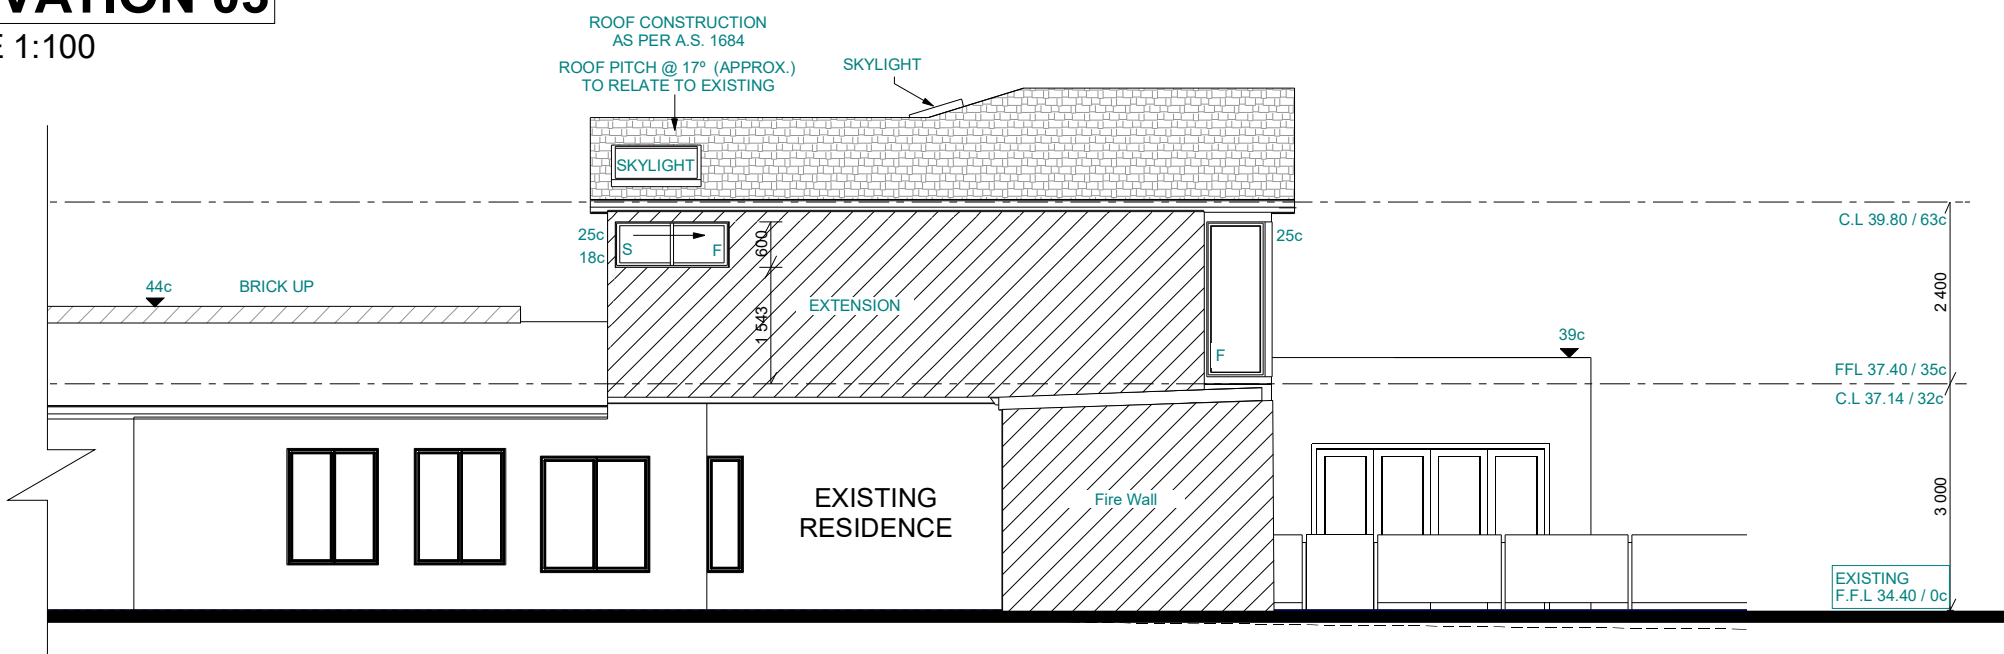 VATION 03
E 1:100
ROOF CONSTRUCTION
AS PER A.S. 1684
ROOF PITCH @ 17º (APPROX.)
TO RELATE TO EXISTING
SKYLIGHT
SKYLIGHT
C.L 39.80 / 63c
25c
S
F
600
25c
18c
44c
BRICK UP
EXTENSION
2 400
1 543
39c
F
FFL 37.40 / 35c
C.L 37.14 / 32c
EXISTING
RESIDENCE
Fire Wall
3 000
EXISTING
F.F.L 34.40 / 0c